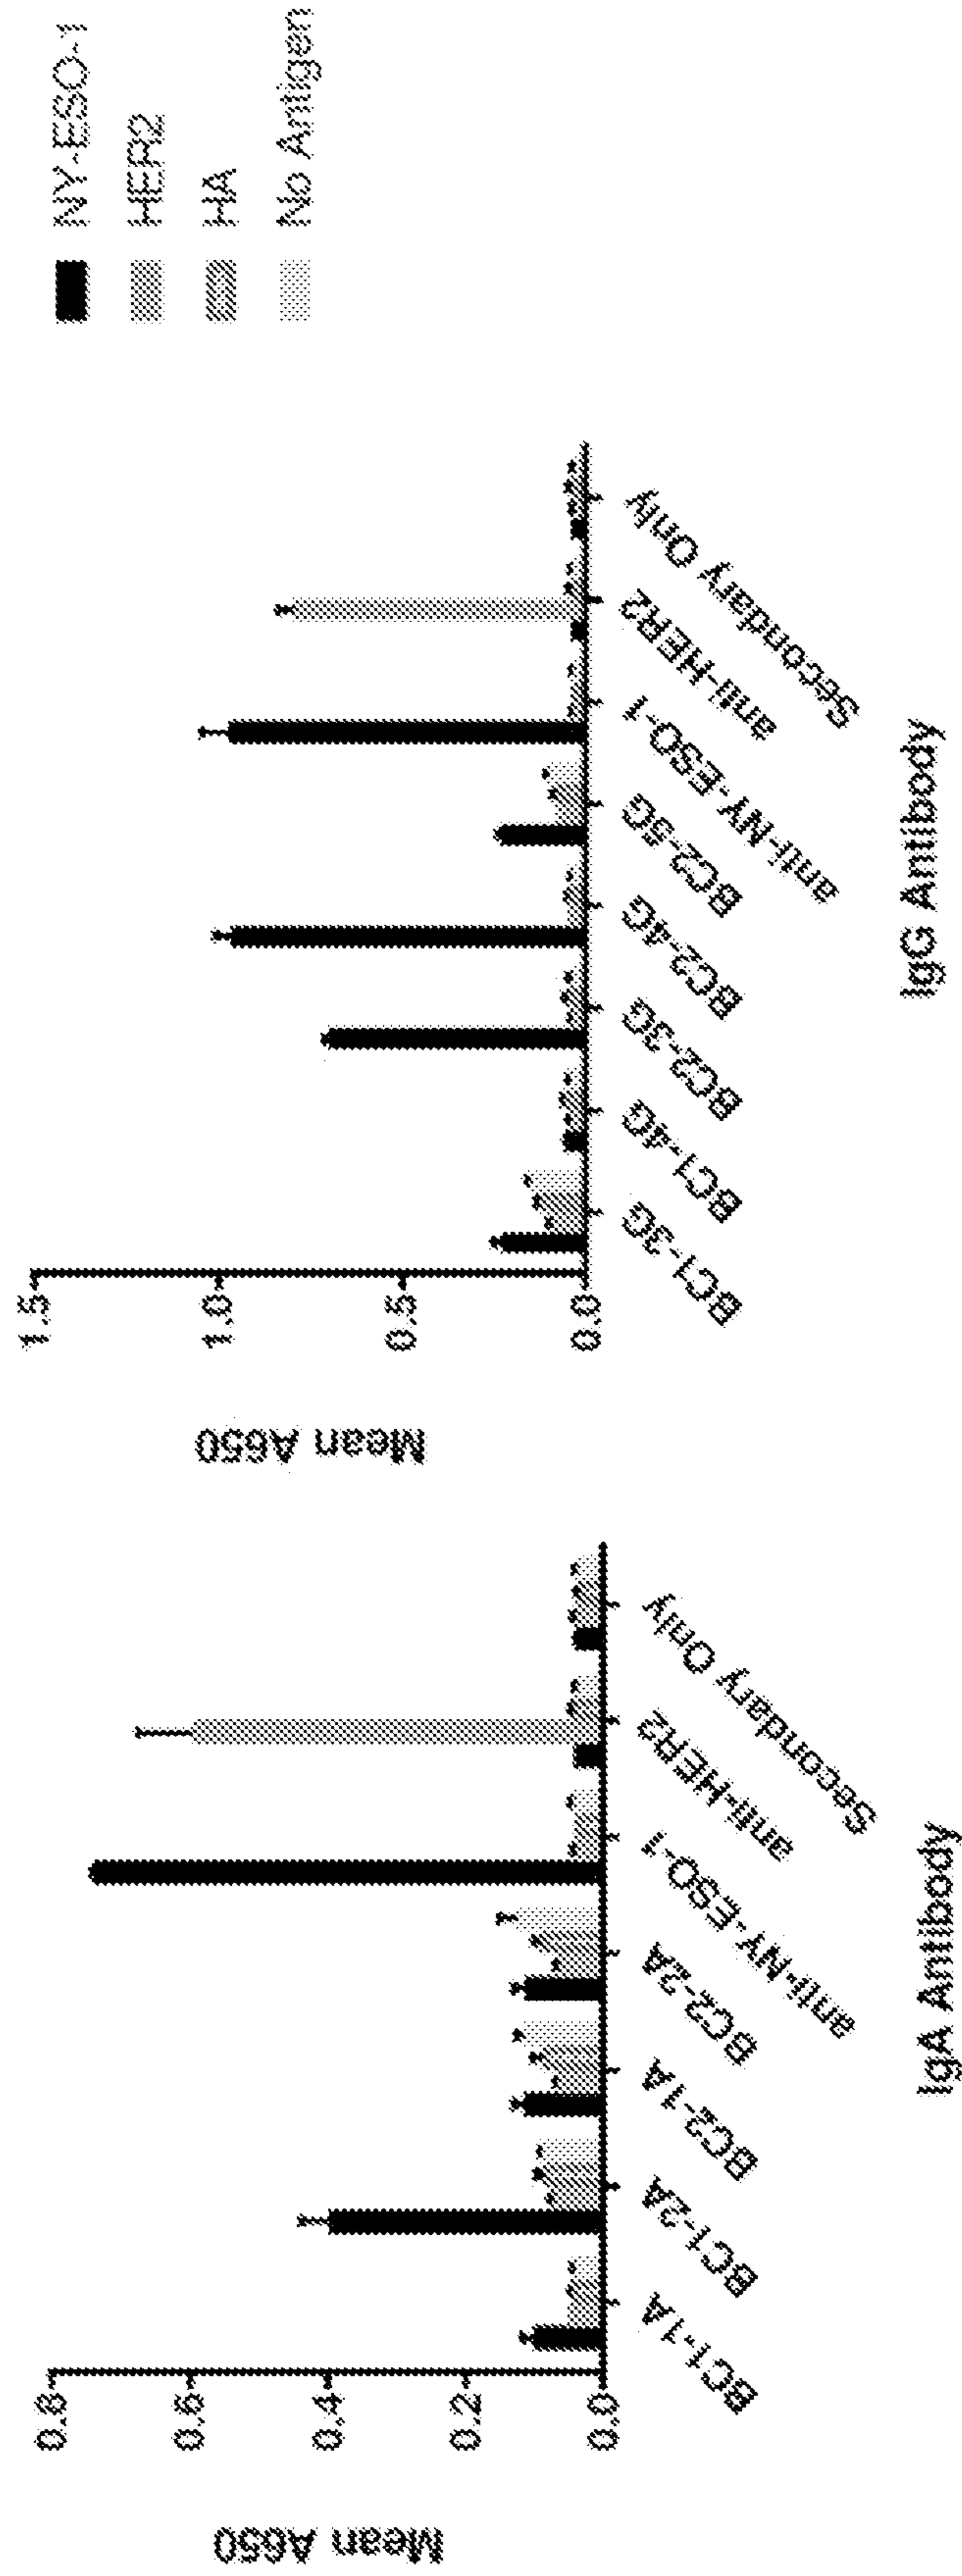 Mean A650
0.8
0.6
0.4
0.2
0.0
BC1-1A
BC1-2A
BC2-1A
BC2-2A
anti-NY-ESO-1
anti-HER2
Secondary Only
IgA Antibody
Mean A650
1.5
1.0
0.5
0.0
BC1-3G
BC1-4G
BC2-3G
BC2-4G
BC2-5G
anti-NY-ESO-1
anti-HER2
Secondary Only
IgG Antibody
NY-ESO-1
HER2
HA
No Antigen